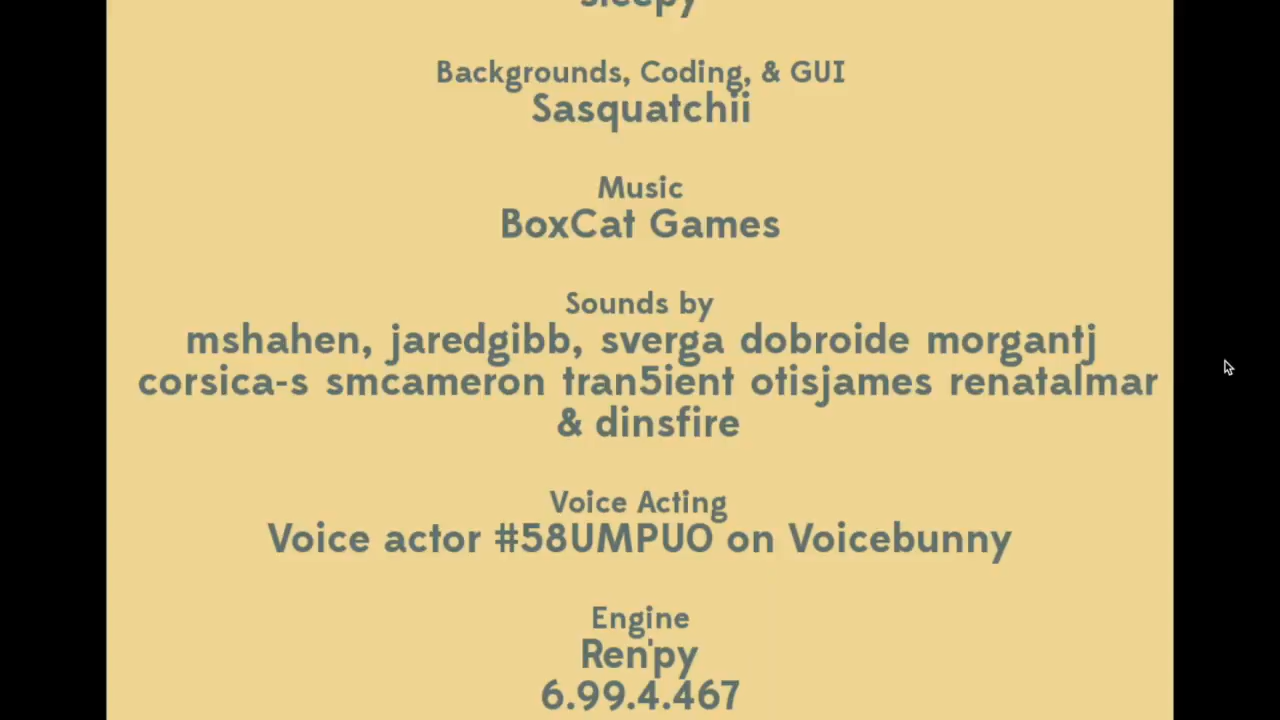 Sleepy
Backgrounds, Coding, & GUI
Sasquatchii
Music
BoxCat Games
Sounds by
mshahen, jaredgibb, sverga dobroide morgantj
corsica-s smcameron tran5ient otisjames renatalmar
& dinsfire
Voice Acting
Voice actor #58UMPUO on Voicebunny
Engine
Ren'py
6.99.4.467